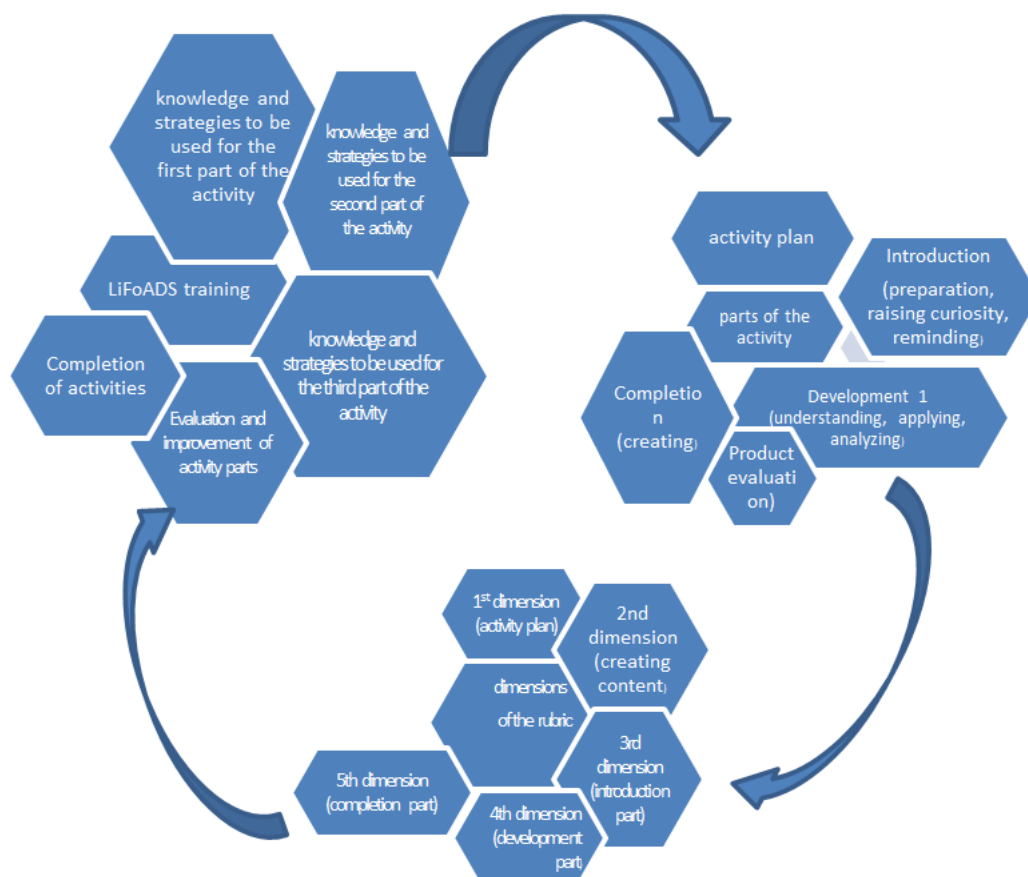 knowledge and
strategies to be
used for the
first part of the
activity
knowledge and
strategies to be
used for the
second part of
the activity
LiFoADS training
knowledge and
strategies to be used for
the third part of the
activity
Completion
of activities
Evaluation and
improvement of
activity parts
activity plan
Introduction
(preparation,
raising curiosity,
reminding)
parts of the
activity
Completio
n
(creating)
Development 1
(understanding, applying,
analyzing)
Product
evaluati
on)
1st dimension
(activity plan)
2nd
dimension
(creating
content)
dimensions
of the rubric
3rd
dimension
(introduction
part)
5th dimension
(completion part)
4th dimension
(development
part)